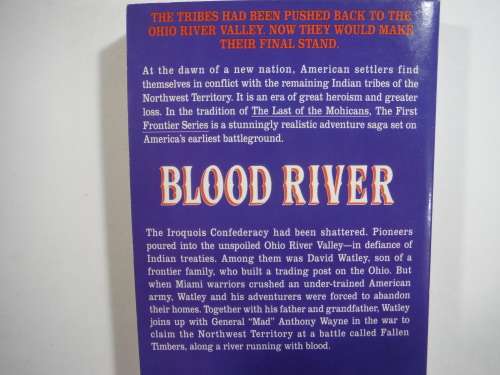 THE TRIBES HAD BEEN PUSHED BACK TO THE
OHIO RIVER VALLEY. NOW THEY WOULD MAKE
THEIR FINAL STAND.
At the dawn of a new nation, American settlers find
themselves in conflict with the remaining Indian tribes of the
Northwest Territory. It is an era of great heroism and greater
loss. In the tradition of The Last of the Mohicans, The First
Frontier Series is a stunningly realistic adventure saga set on
America's earliest battleground.
BLOOD RIVER
The Iroquois Confederacy had been shattered. Pioneers
poured into the unspoiled Ohio River Valley—in defiance of
Indian treaties. Among them was David Watley, son of a
frontier family, who built a trading post on the Ohio. But
when Miami warriors crushed an under-trained American
army, Watley and his adventurers were forced to abandon
their homes. Together with his father and grandfather, Watley
joins up with General "Mad" Anthony Wayne in the war to
claim the Northwest Territory at a battle called Fallen
Timbers, along a river running with blood.